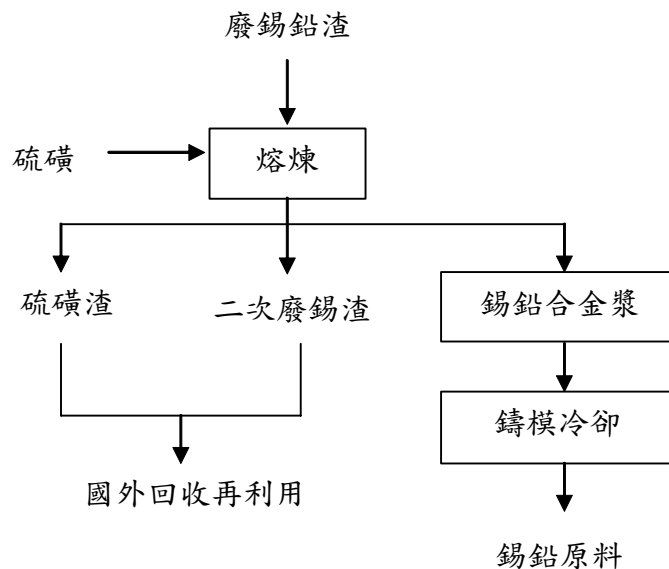 廢錫鉛渣
硫磺
熔煉
硫磺渣
二次廢錫渣
錫鉛合金漿
鑄模冷卻
國外回收再利用
錫鉛原料